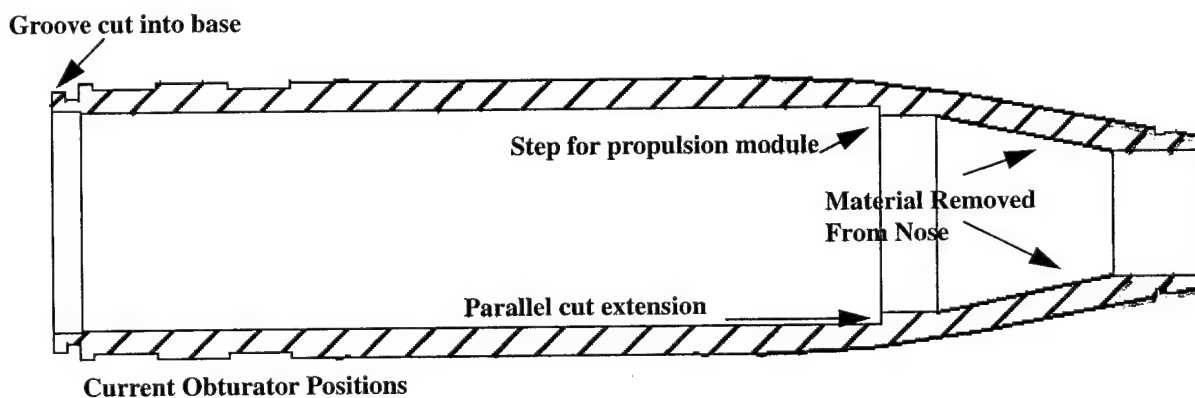 Groove cut into base
Step for propulsion module
Material Removed
From Nose
Parallel cut extension
Current Obturator Positions